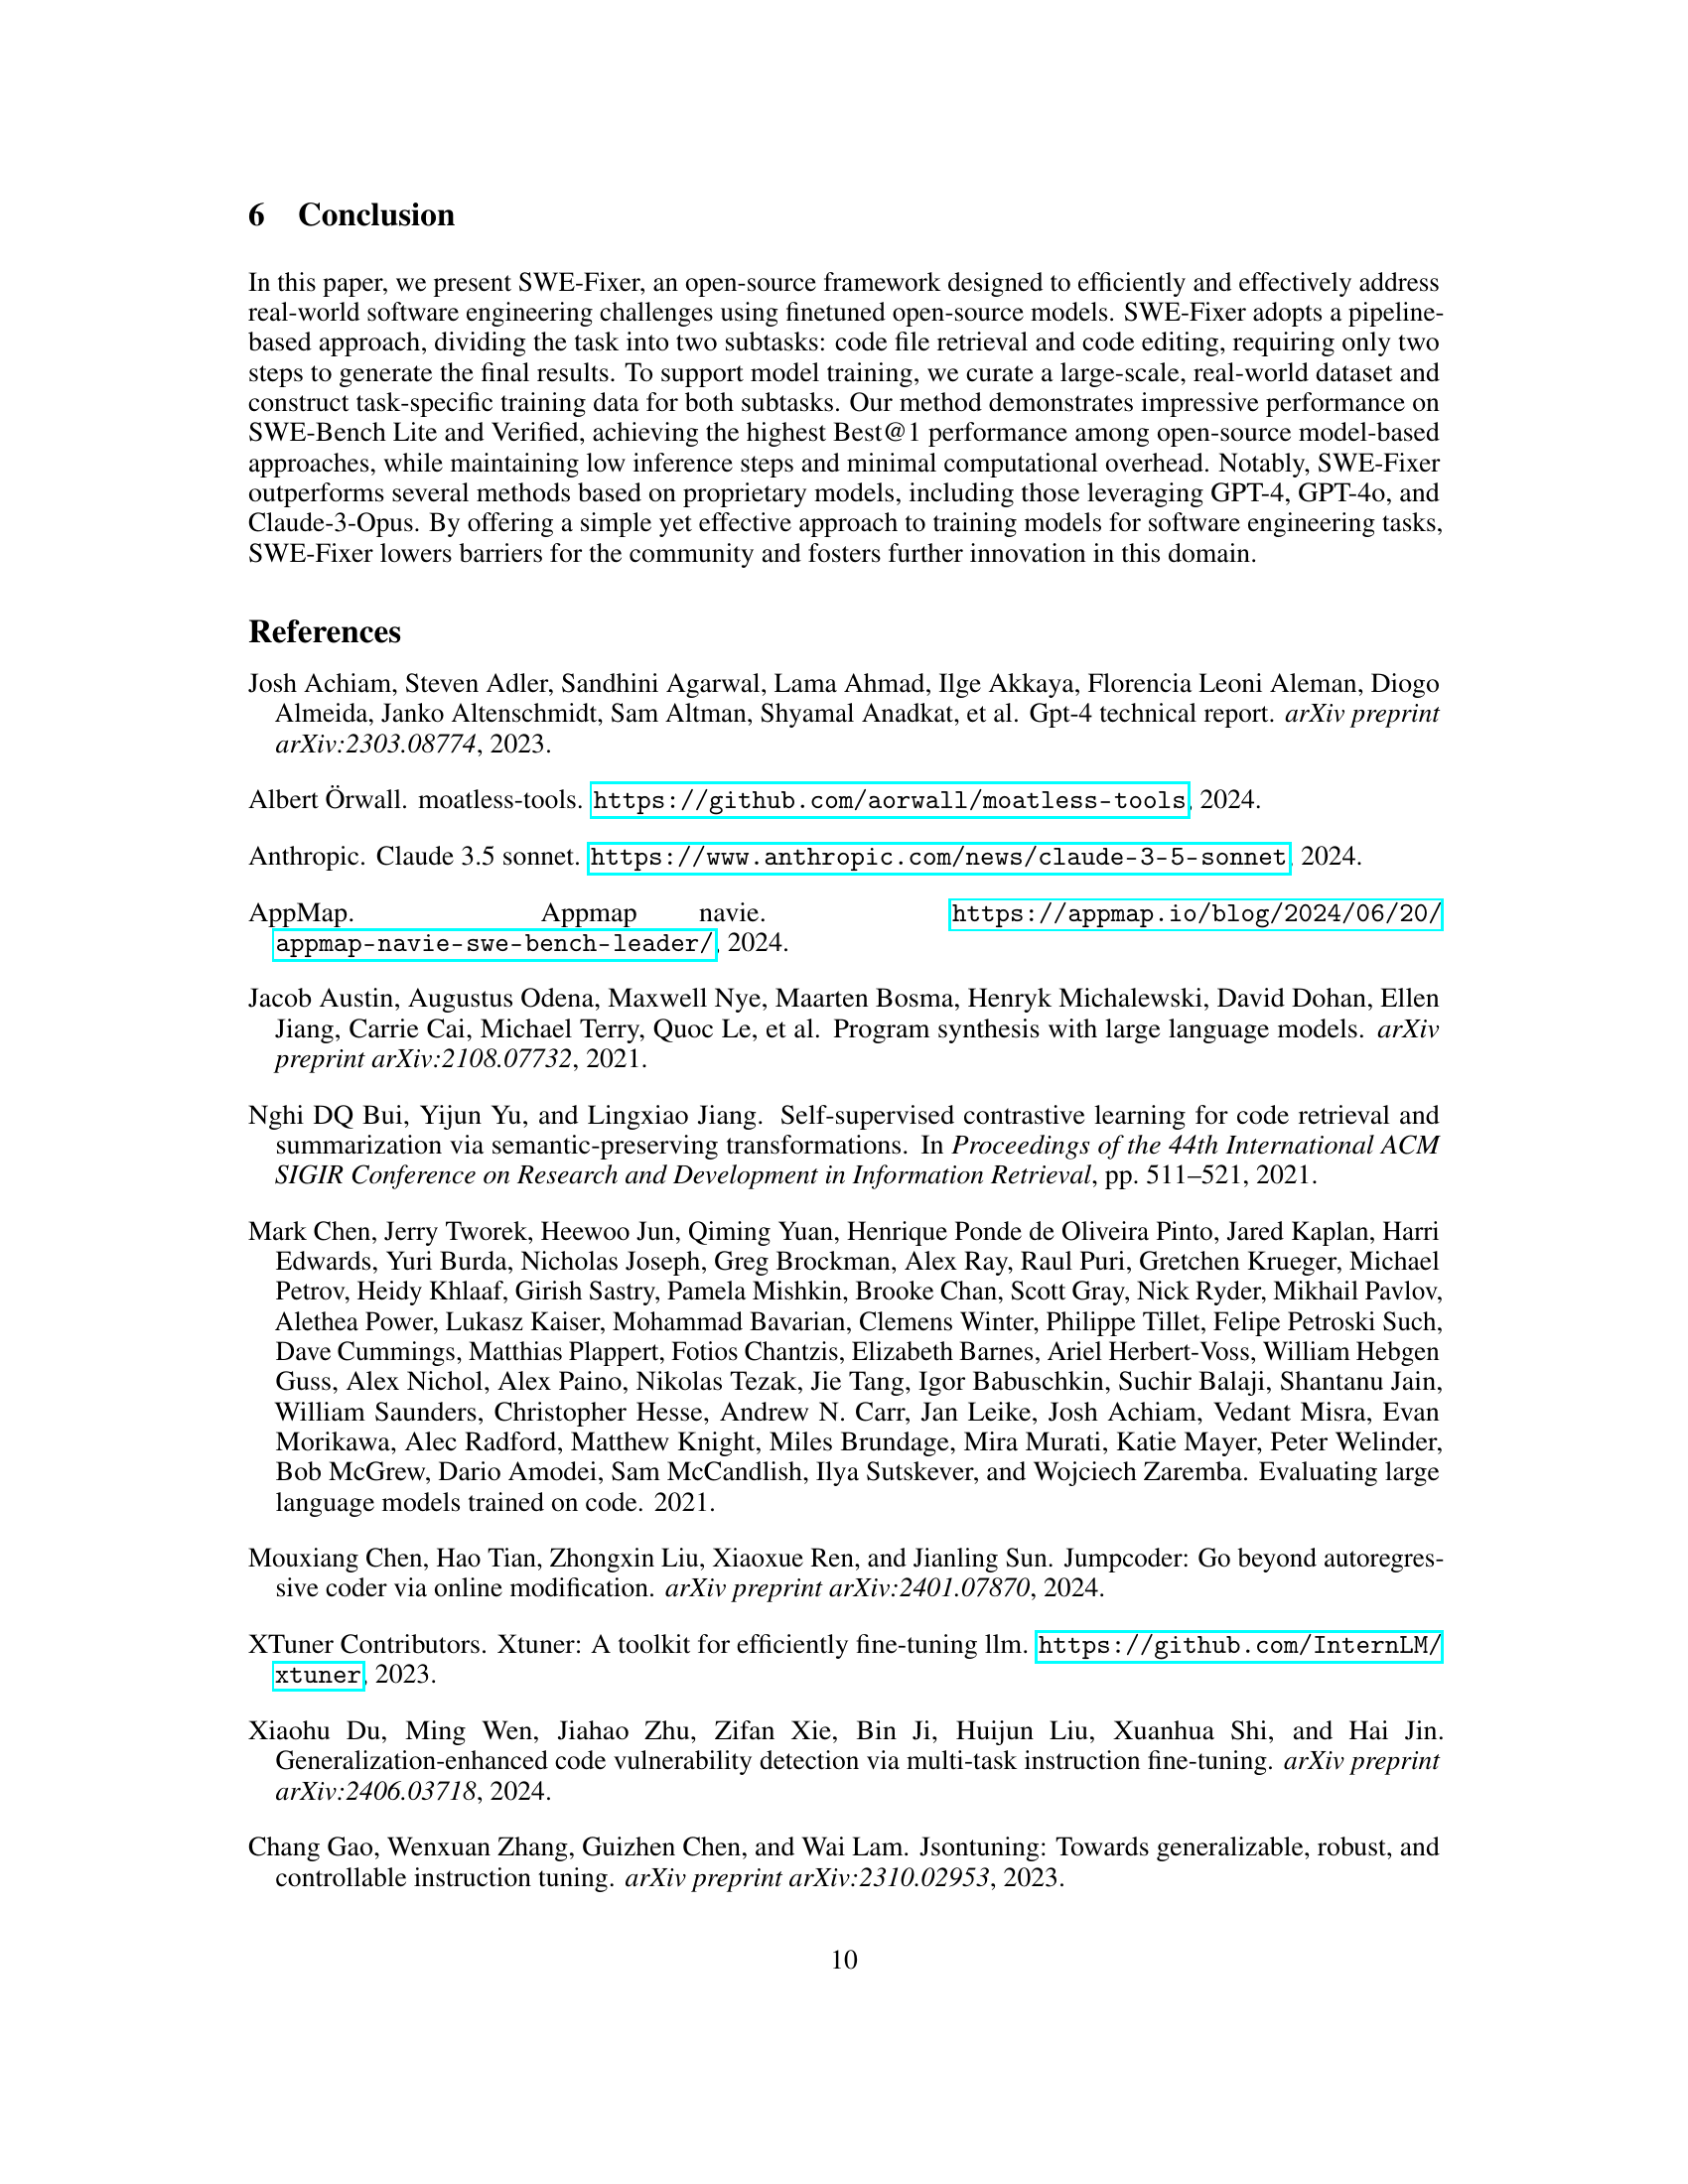 6 Conclusion
In this paper, we present SWE-Fixer, an open-source framework designed to efficiently and effectively address
real-world software engineering challenges using finetuned open-source models. SWE-Fixer adopts a pipeline-
based approach, dividing the task into two subtasks: code file retrieval and code editing, requiring only two
steps to generate the final results. To support model training, we curate a large-scale, real-world dataset and
construct task-specific training data for both subtasks. Our method demonstrates impressive performance on
SWE-Bench Lite and Verified, achieving the highest Best@1 performance among open-source model-based
approaches, while maintaining low inference steps and minimal computational overhead. Notably, SWE-Fixer
outperforms several methods based on proprietary models, including those leveraging GPT-4, GPT-4o, and
Claude-3-Opus. By offering a simple yet effective approach to training models for software engineering tasks,
SWE-Fixer lowers barriers for the community and fosters further innovation in this domain.
References
Josh Achiam, Steven Adler, Sandhini Agarwal, Lama Ahmad, Ilge Akkaya, Florencia Leoni Aleman, Diogo
Almeida, Janko Altenschmidt, Sam Altman, Shyamal Anadkat, et al. Gpt-4 technical report. arXiv preprint
arXiv:2303.08774, 2023.
Albert Örwall. moatless-tools. https://github.com/aorwall/moatless-tools, 2024.
Anthropic. Claude 3.5 sonnet. https://www.anthropic.com/news/claude-3-5-sonnet, 2024.
AppMap. Appmap navie. https://appmap.io/blog/2024/06/20/
appmap-navie-swe-bench-leader/, 2024.
Jacob Austin, Augustus Odena, Maxwell Nye, Maarten Bosma, Henryk Michalewski, David Dohan, Ellen
Jiang, Carrie Cai, Michael Terry, Quoc Le, et al. Program synthesis with large language models. arXiv
preprint arXiv:2108.07732, 2021.
Nghi DQ Bui, Yijun Yu, and Lingxiao Jiang. Self-supervised contrastive learning for code retrieval and
summarization via semantic-preserving transformations. In Proceedings of the 44th International ACM
SIGIR Conference on Research and Development in Information Retrieval, pp. 511–521, 2021.
Mark Chen, Jerry Tworek, Heewoo Jun, Qiming Yuan, Henrique Ponde de Oliveira Pinto, Jared Kaplan, Harri
Edwards, Yuri Burda, Nicholas Joseph, Greg Brockman, Alex Ray, Raul Puri, Gretchen Krueger, Michael
Petrov, Heidy Khlaaf, Girish Sastry, Pamela Mishkin, Brooke Chan, Scott Gray, Nick Ryder, Mikhail Pavlov,
Alethea Power, Lukasz Kaiser, Mohammad Bavarian, Clemens Winter, Philippe Tillet, Felipe Petroski Such,
Dave Cummings, Matthias Plappert, Fotios Chantzis, Elizabeth Barnes, Ariel Herbert-Voss, William Hebgen
Guss, Alex Nichol, Alex Paino, Nikolas Tezak, Jie Tang, Igor Babuschkin, Suchir Balaji, Shantanu Jain,
William Saunders, Christopher Hesse, Andrew N. Carr, Jan Leike, Josh Achiam, Vedant Misra, Evan
Morikawa, Alec Radford, Matthew Knight, Miles Brundage, Mira Murati, Katie Mayer, Peter Welinder,
Bob McGrew, Dario Amodei, Sam McCandlish, Ilya Sutskever, and Wojciech Zaremba. Evaluating large
language models trained on code. 2021.
Mouxiang Chen, Hao Tian, Zhongxin Liu, Xiaoxue Ren, and Jianling Sun. Jumpcoder: Go beyond autoregres-
sive coder via online modification. arXiv preprint arXiv:2401.07870, 2024.
XTuner Contributors. Xtuner: A toolkit for efficiently fine-tuning llm. https://github.com/InternLM/
xtuner, 2023.
Xiaohu Du, Ming Wen, Jiahao Zhu, Zifan Xie, Bin Ji, Huijun Liu, Xuanhua Shi, and Hai Jin.
Generalization-enhanced code vulnerability detection via multi-task instruction fine-tuning. arXiv preprint
arXiv:2406.03718, 2024.
Chang Gao, Wenxuan Zhang, Guizhen Chen, and Wai Lam. Jsontuning: Towards generalizable, robust, and
controllable instruction tuning. arXiv preprint arXiv:2310.02953, 2023.
10